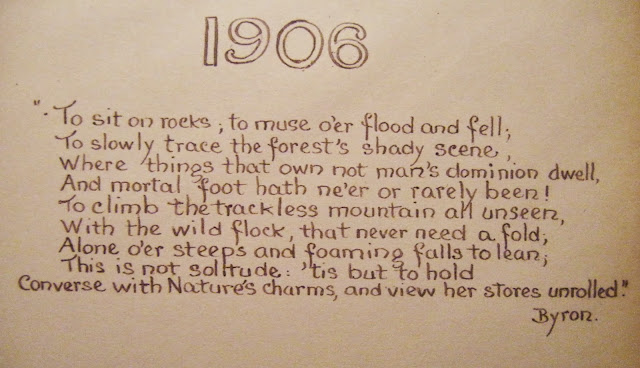 1906
". To sit on rocks; to muse o'er flood and fell;
To slowly trace the forest's shady scene,
Where things that own not man's dominion dwell,
And mortal foot hath ne'er or rarely been!
To climb the trackless mountain all unseen,
With the wild flock, that never need a fold;
Alone o'er steeps and foaming falls to lean;
This is not solitude: 'tis but to hold
Converse with Nature's charms, and view her stores unrolled."
Byron.